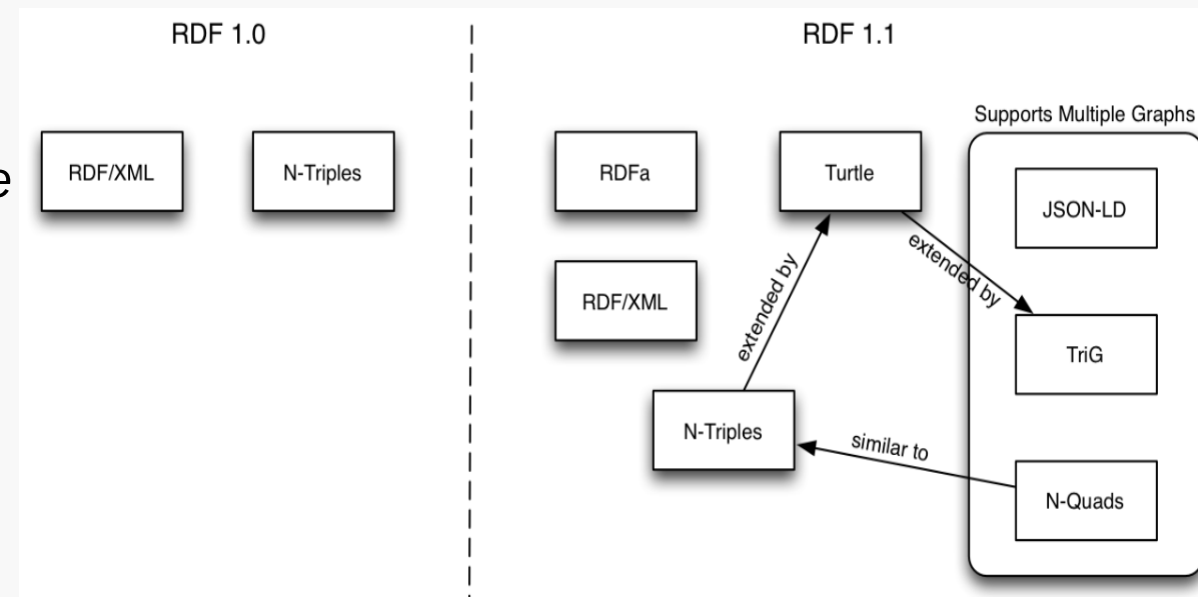 RDF 1.0
RDF 1.1
Supports Multiple Graphs
e
RDF/XML
N-Triples
RDFa
Turtle
JSON-LD
extended by
RDF/XML
extended by
TriG
N-Triples
similar to
N-Quads